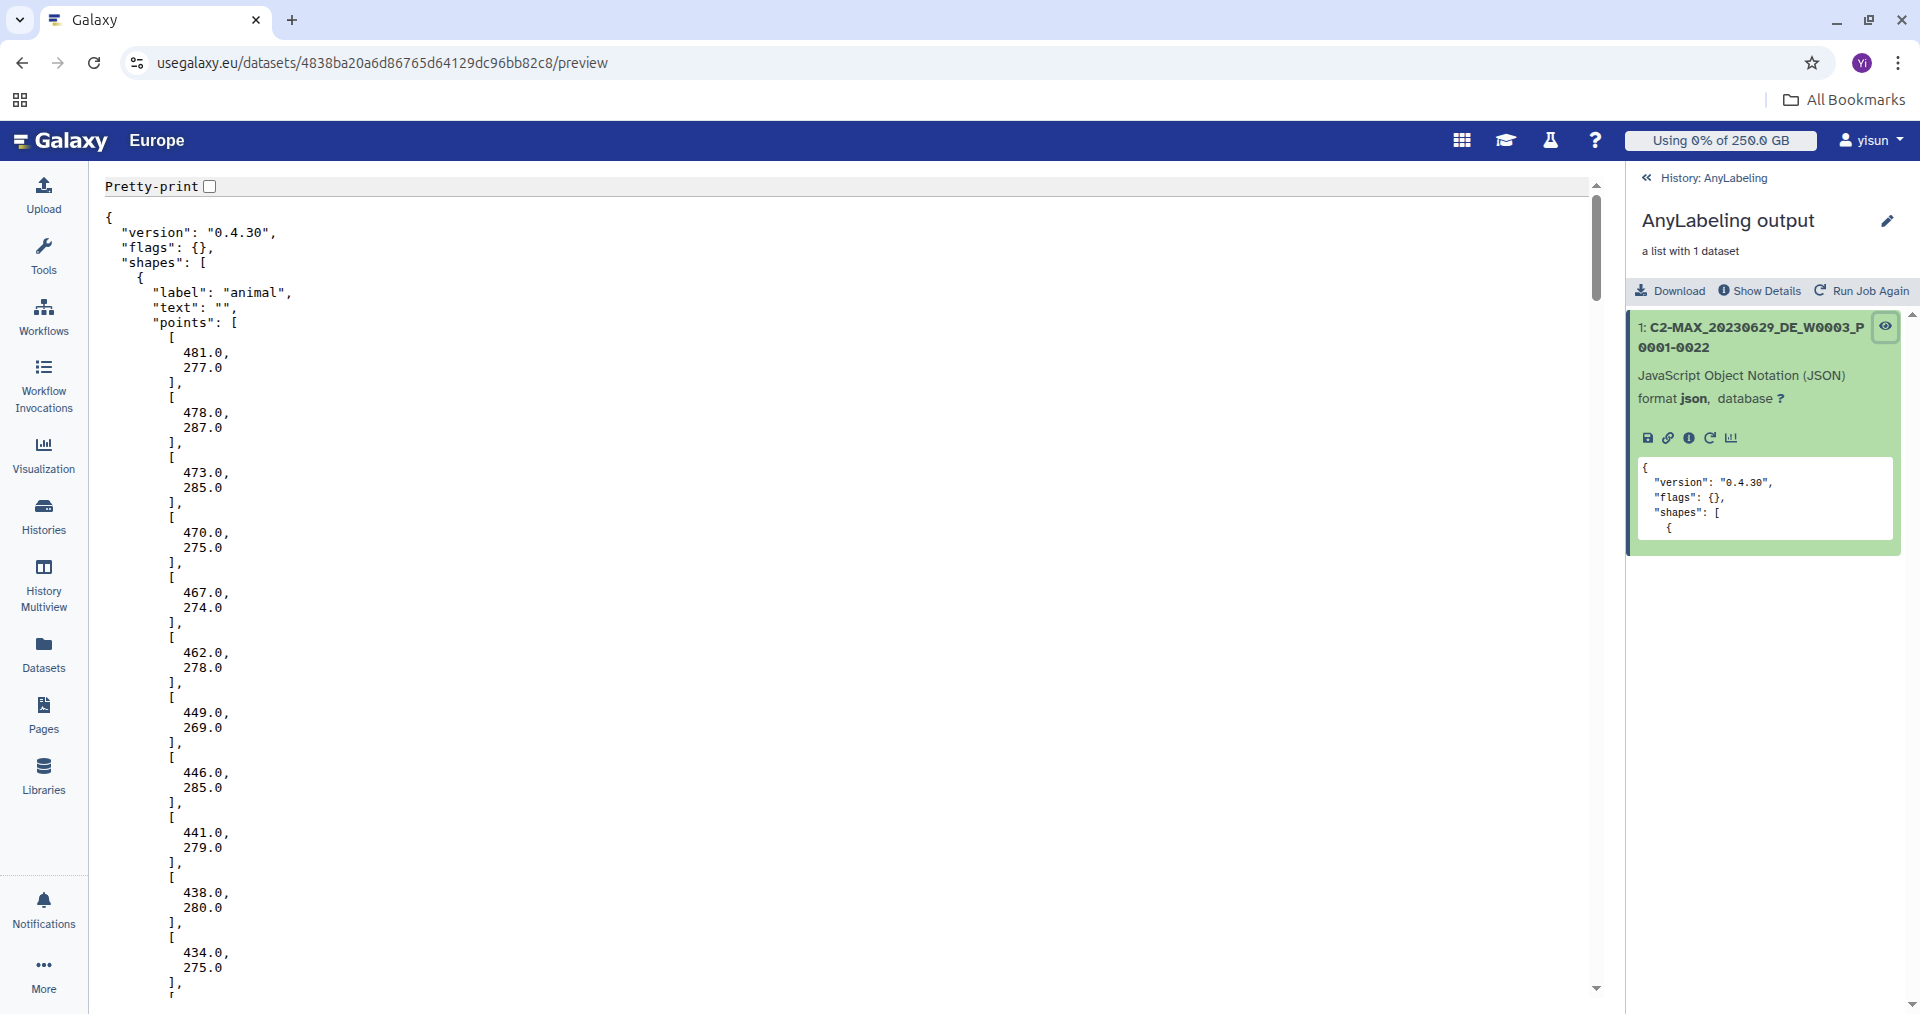 Galaxy
usegalaxy.eu/datasets/4838ba20a6d86765d64129dc96bb82c8/preview
Yi
All Bookmarks
Galaxy Europe
Using 0% of 250.0 GB
yisun
Upload
Tools
Workflows
Workflow
Invocations
Visualization
Histories
History
Multiview
Datasets
Pages
Libraries
Notifications
More
Pretty-print
{
"version": "0.4.30",
"flags": {},
"shapes": [
{
"label": "animal",
"text": "",
"points": [
[
481.0,
277.0
],
[
478.0,
287.0
],
[
473.0,
285.0
],
[
470.0,
275.0
],
[
467.0,
274.0
],
[
462.0,
278.0
],
[
449.0,
269.0
],
[
446.0,
285.0
],
[
441.0,
279.0
],
[
438.0,
280.0
],
[
434.0,
275.0
],
[
History: AnyLabeling
AnyLabeling output
a list with 1 dataset
Download Show Details Run Job Again
1: C2-MAX_20230629_DE_W0003_P
0001-0022
JavaScript Object Notation (JSON)
format json, database ?
{
"version": "0.4.30",
"flags": {},
"shapes": [
{